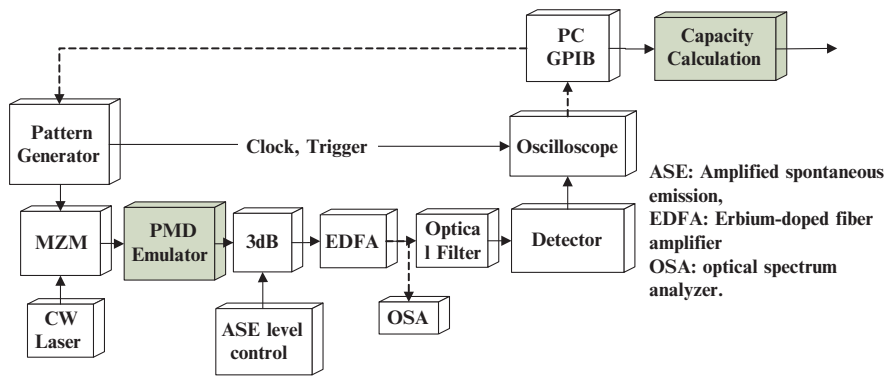 PC
GPIB
Capacity
Calculation
Pattern
Generator
Clock, Trigger
Oscilloscope
MZM
PMD
Emulator
3dB
EDFA
Optica
l Filter
Detector
CW
Laser
ASE level
control
OSA
ASE: Amplified spontaneous
emission,
EDFA: Erbium-doped fiber
amplifier
OSA: optical spectrum
analyzer.